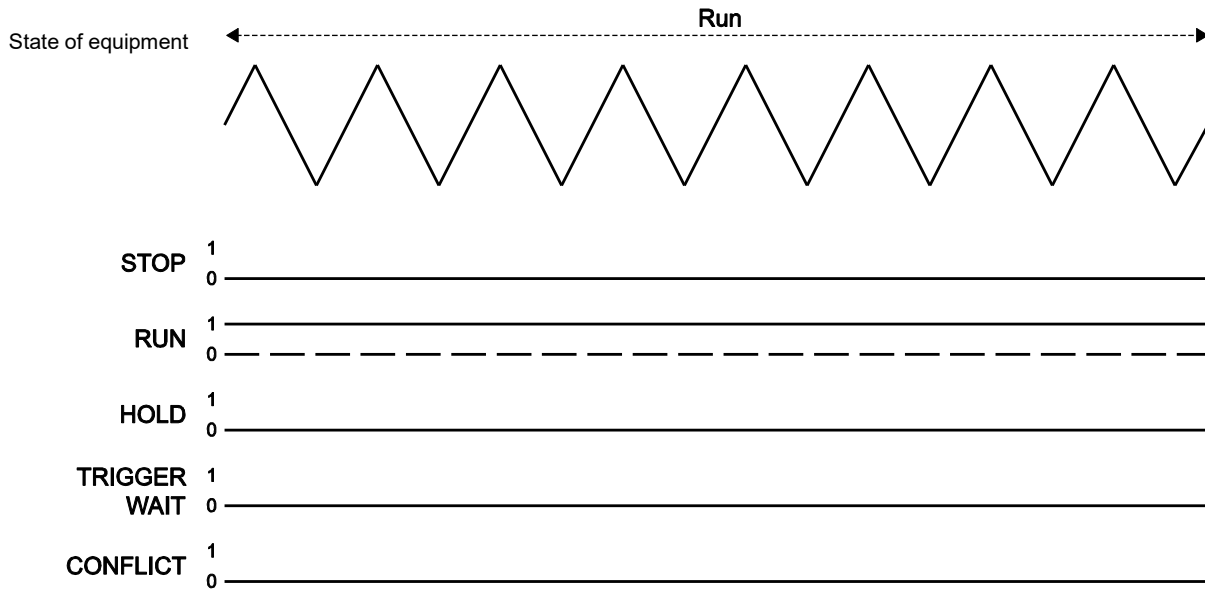 Run
State of equipment
STOP 1
0
RUN 1
0
HOLD 1
0
TRIGGER 1
WAIT 0
CONFLICT 1
0